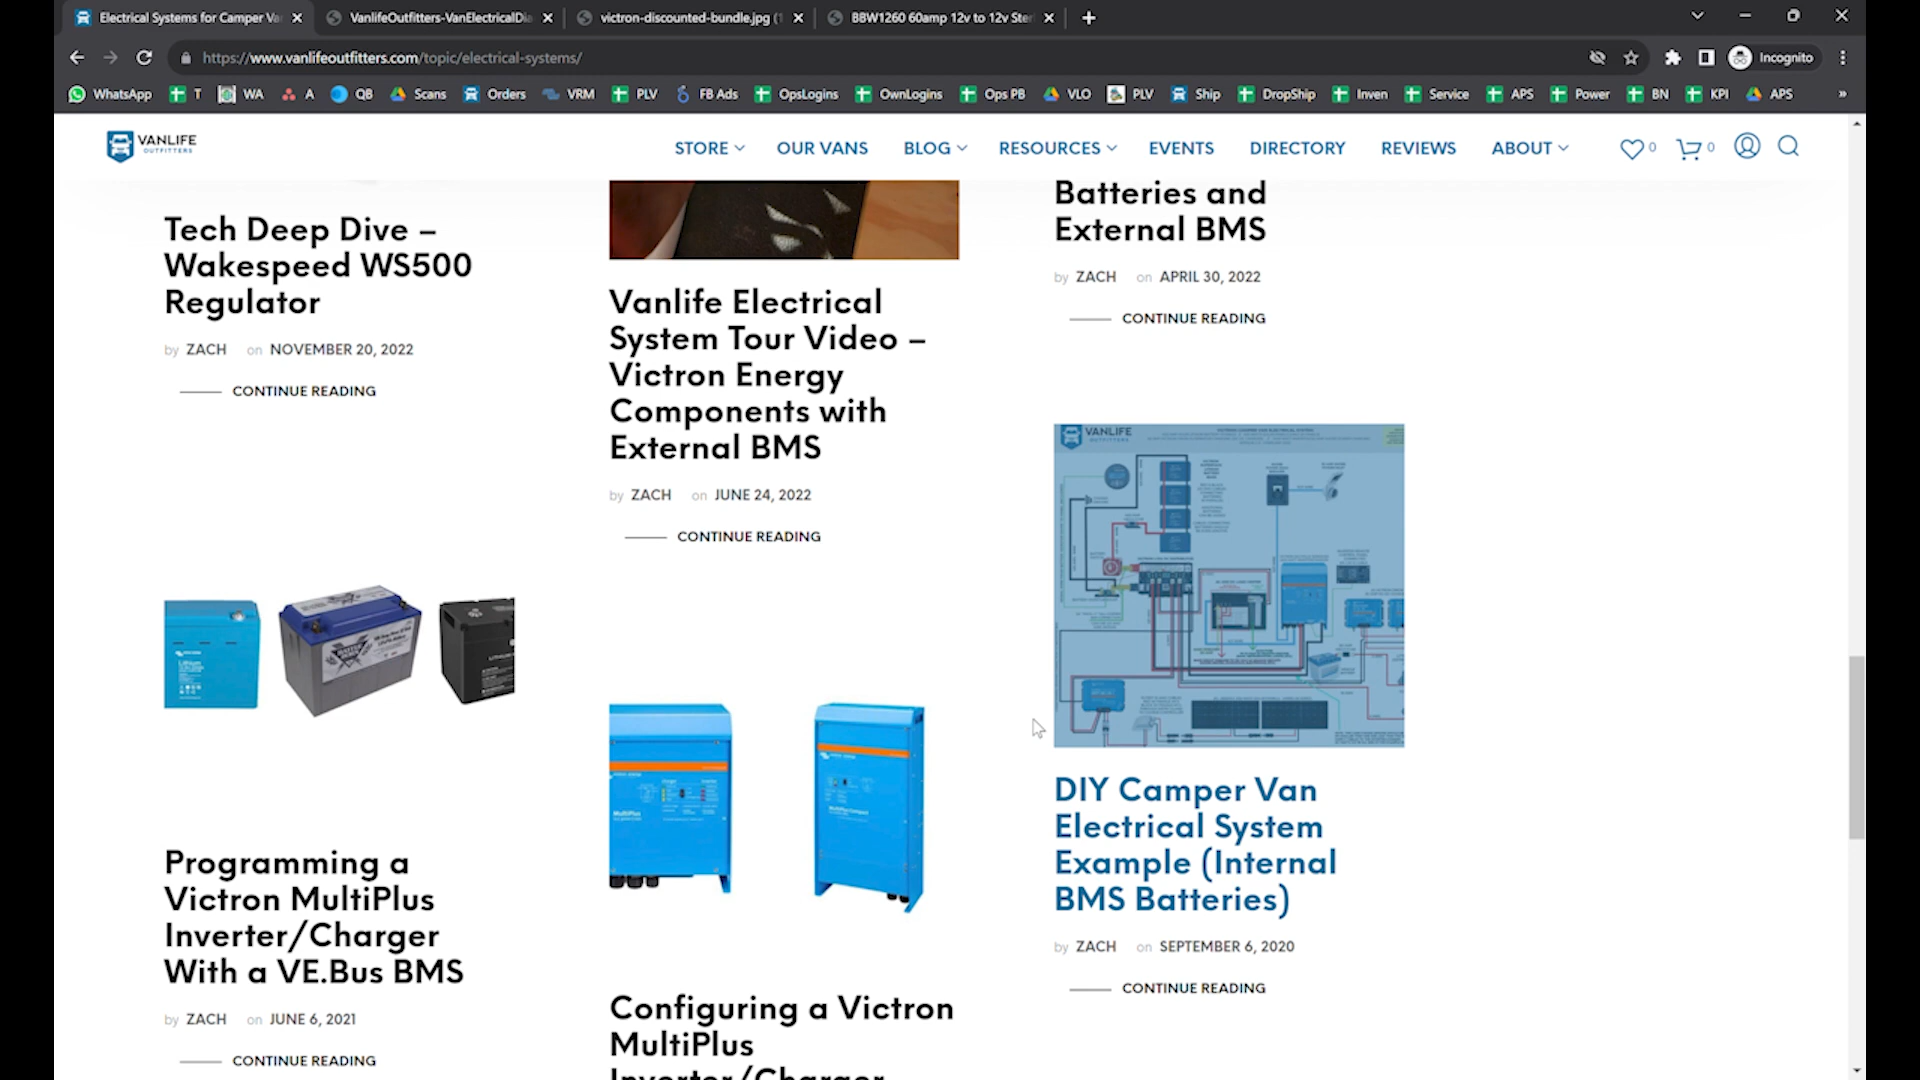 Electrical Systems for Camper Va
VanlifeOutfitters-VanElectricalDi
victron-discounted-bundle.jpg (1
BBW1260 60amp 12v to 12v Ster
https://www.vanlifeoutfitters.com/topic/electrical-systems/
Incognito
WhatsApp T WA A QB Scans Orders VRM PLV FB Ads OpsLogins OwnLogins Ops PB VLO PLV Ship DropShip Inven Service APS Power BN KPI APS »
VANLIFE
OUTFITTERS
STORE OUR VANS BLOG RESOURCES EVENTS DIRECTORY REVIEWS ABOUT 0 0
Tech Deep Dive –
Wakespeed WS500
Regulator
by ZACH on NOVEMBER 20, 2022
CONTINUE READING
Programming a
Victron MultiPlus
Inverter/Charger
With a VE.Bus BMS
by ZACH on JUNE 6, 2021
CONTINUE READING
Vanlife Electrical
System Tour Video –
Victron Energy
Components with
External BMS
by ZACH on JUNE 24, 2022
CONTINUE READING
Configuring a Victron
MultiPlus
Inverter/Charger
Batteries and
External BMS
by ZACH on APRIL 30, 2022
CONTINUE READING
VANLIFE
OUTFITTERS
DIY Camper Van
Electrical System
Example (Internal
BMS Batteries)
by ZACH on SEPTEMBER 6, 2020
CONTINUE READING